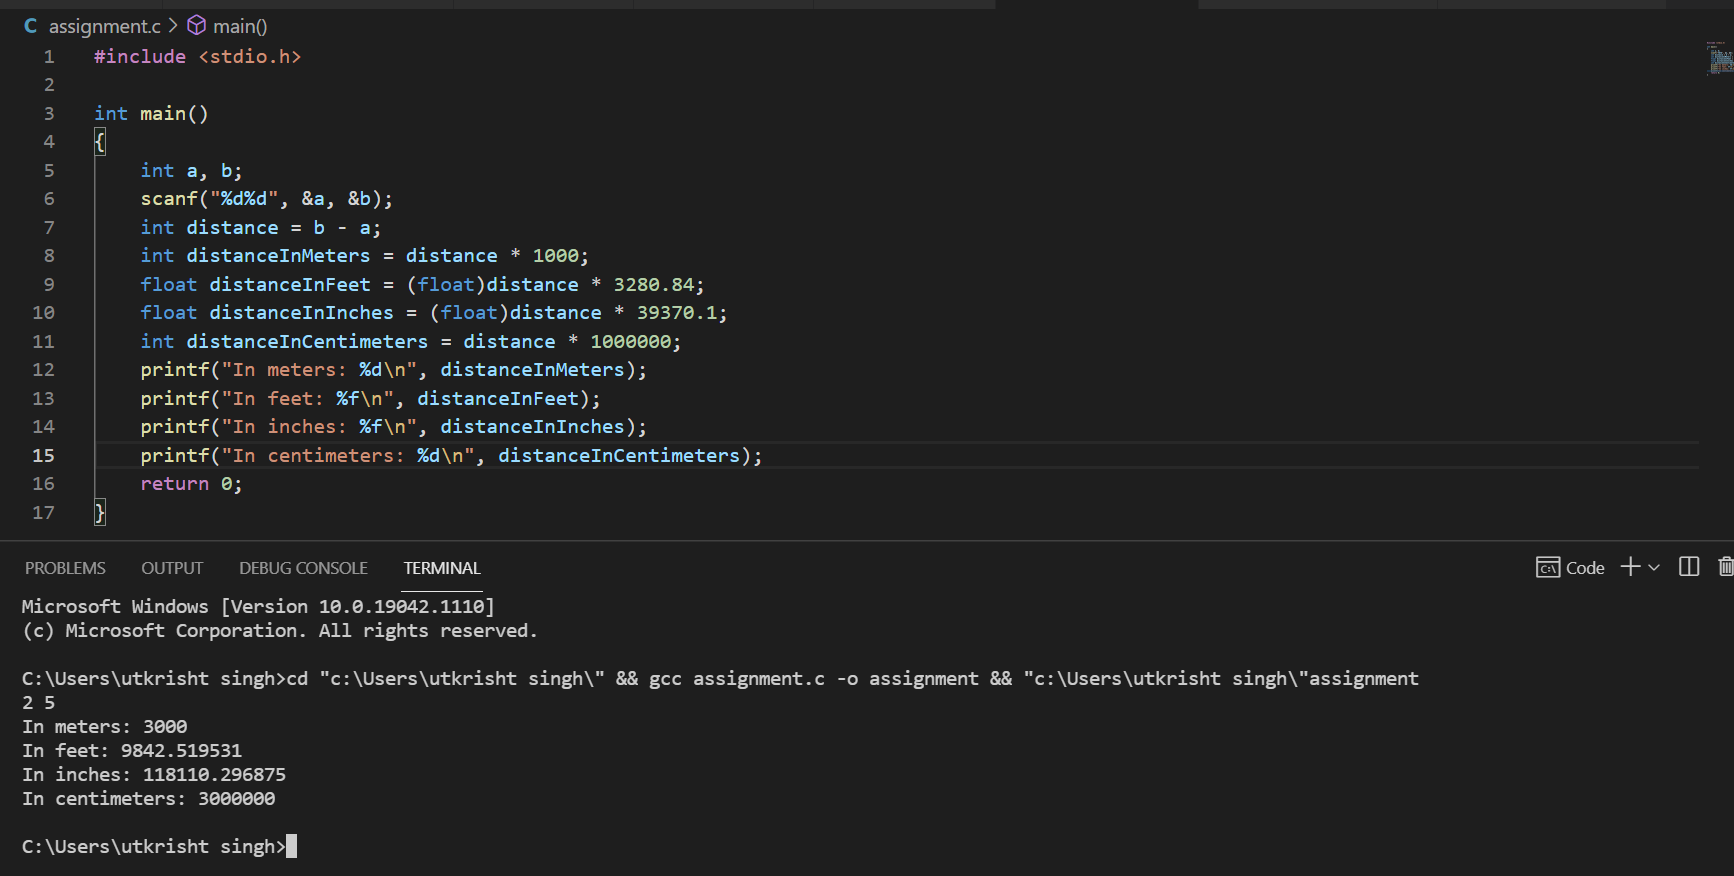 C assignment.c > main()
1 #include <stdio.h>
2
3 int main()
4 {
5     int a, b;
6     scanf("%d%d", &a, &b);
7     int distance = b - a;
8     int distanceInMeters = distance * 1000;
9     float distanceInFeet = (float)distance * 3280.84;
10     float distanceInInches = (float)distance * 39370.1;
11     int distanceInCentimeters = distance * 1000000;
12     printf("In meters: %d\n", distanceInMeters);
13     printf("In feet: %f\n", distanceInFeet);
14     printf("In inches: %f\n", distanceInInches);
15     printf("In centimeters: %d\n", distanceInCentimeters);
16     return 0;
17 }
PROBLEMS OUTPUT DEBUG CONSOLE TERMINAL Code
Microsoft Windows [Version 10.0.19042.1110]
(c) Microsoft Corporation. All rights reserved.
C:\Users\utkrisht singh>cd "c:\Users\utkrisht singh\" && gcc assignment.c -o assignment && "c:\Users\utkrisht singh\"assignment
2 5
In meters: 3000
In feet: 9842.519531
In inches: 118110.296875
In centimeters: 3000000
C:\Users\utkrisht singh>